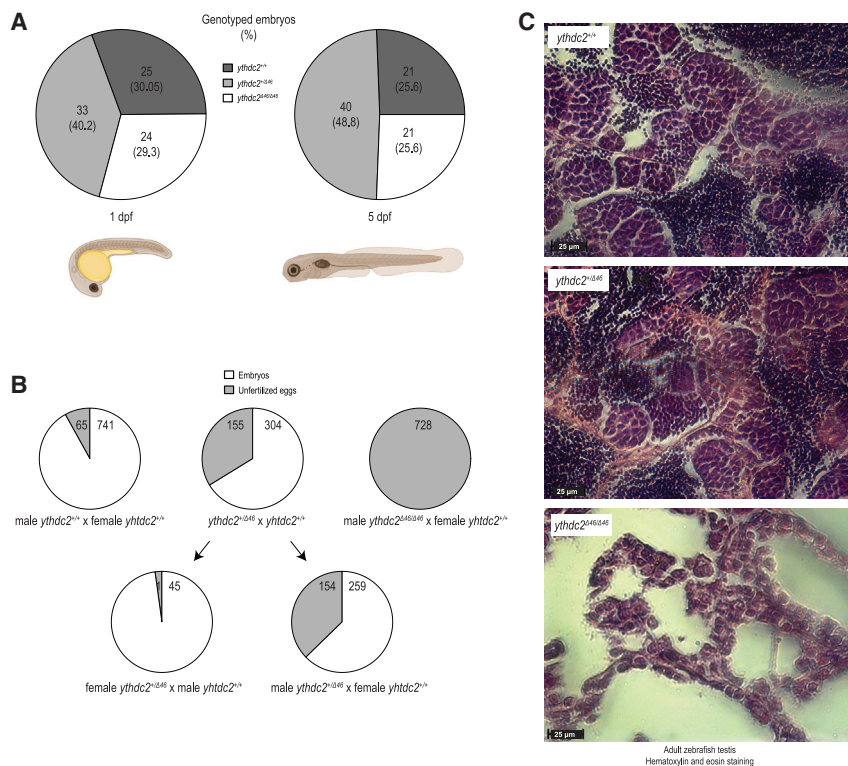 A
Genotyped embryos
(%)
ythdc2+/+
ythdc2+/Δ46
ythdc2Δ46/Δ46
25
(30.05)
33
(40.2)
24
(29.3)
1 dpf
21
(25.6)
40
(48.8)
21
(25.6)
5 dpf
B
Embryos
Unfertilized eggs
65 741
male ythdc2+/+ x female yhtdc2+/+
155 304
ythdc2+/Δ46 x yhtdc2+/+
728
male ythdc2Δ46/Δ46 x female yhtdc2+/+
1 45
female ythdc2+/Δ46 x male yhtdc2+/+
154 259
male ythdc2+/Δ46 x female yhtdc2+/+
C
ythdc2+/+
25 µm
ythdc2+/Δ46
25 µm
ythdc2Δ46/Δ46
25 µm
Adult zebrafish testis
Hematoxylin and eosin staining